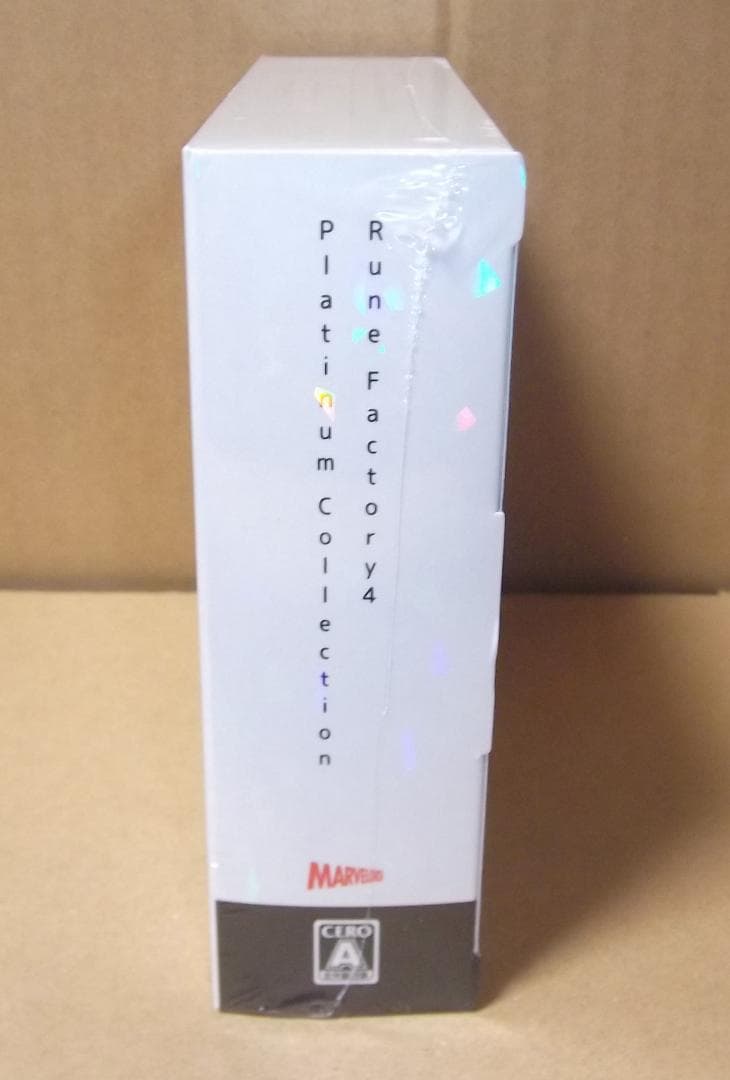 Rune Factory4
Platinum Collection
MARVELOUS
CERO
A